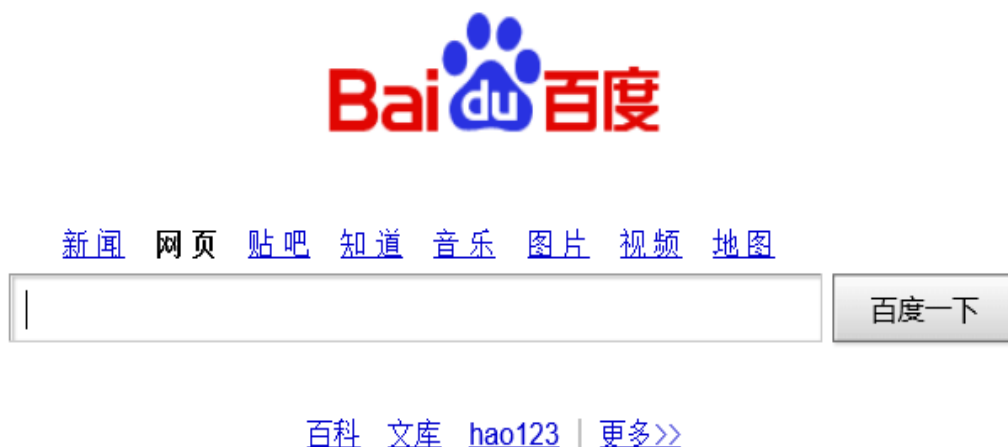 Bai du 百度
新闻 网页 贴吧 知道 音乐 图片 视频 地图
百度一下
百科 文库 hao123 | 更多>>